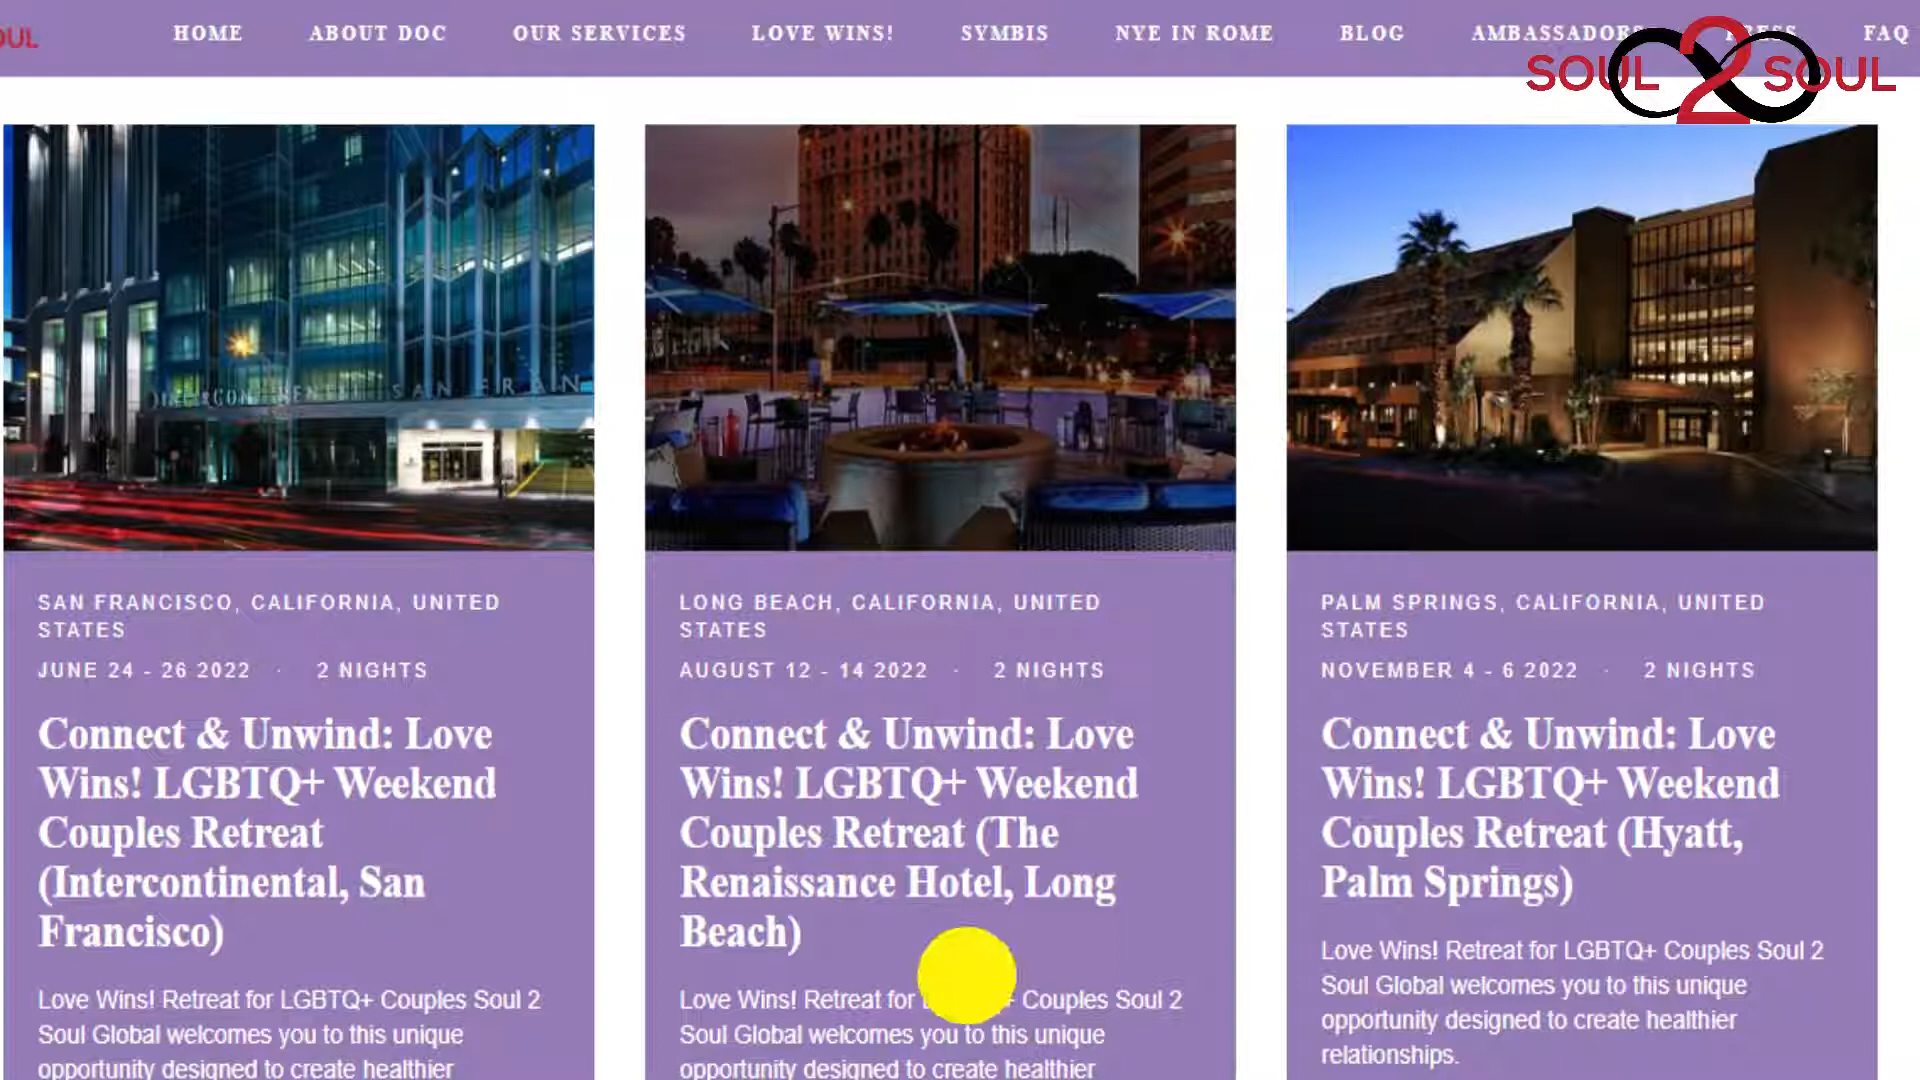 OUL
HOME ABOUT DOC OUR SERVICES LOVE WINS! SYMBIS NYE IN ROME BLOG AMBASSADORS PRESS FAQ
SOUL 2 SOUL
INTERCONTINENTAL SAN FRAN
SAN FRANCISCO, CALIFORNIA, UNITED
STATES
JUNE 24 - 26 2022 · 2 NIGHTS
Connect & Unwind: Love
Wins! LGBTQ+ Weekend
Couples Retreat
(Intercontinental, San
Francisco)
Love Wins! Retreat for LGBTQ+ Couples Soul 2
Soul Global welcomes you to this unique
opportunity designed to create healthier
LONG BEACH, CALIFORNIA, UNITED
STATES
AUGUST 12 - 14 2022 · 2 NIGHTS
Connect & Unwind: Love
Wins! LGBTQ+ Weekend
Couples Retreat (The
Renaissance Hotel, Long
Beach)
Love Wins! Retreat for Couples Soul 2
Soul Global welcomes you to this unique
opportunity designed to create healthier
PALM SPRINGS, CALIFORNIA, UNITED
STATES
NOVEMBER 4 - 6 2022 · 2 NIGHTS
Connect & Unwind: Love
Wins! LGBTQ+ Weekend
Couples Retreat (Hyatt,
Palm Springs)
Love Wins! Retreat for LGBTQ+ Couples Soul 2
Soul Global welcomes you to this unique
opportunity designed to create healthier
relationships.